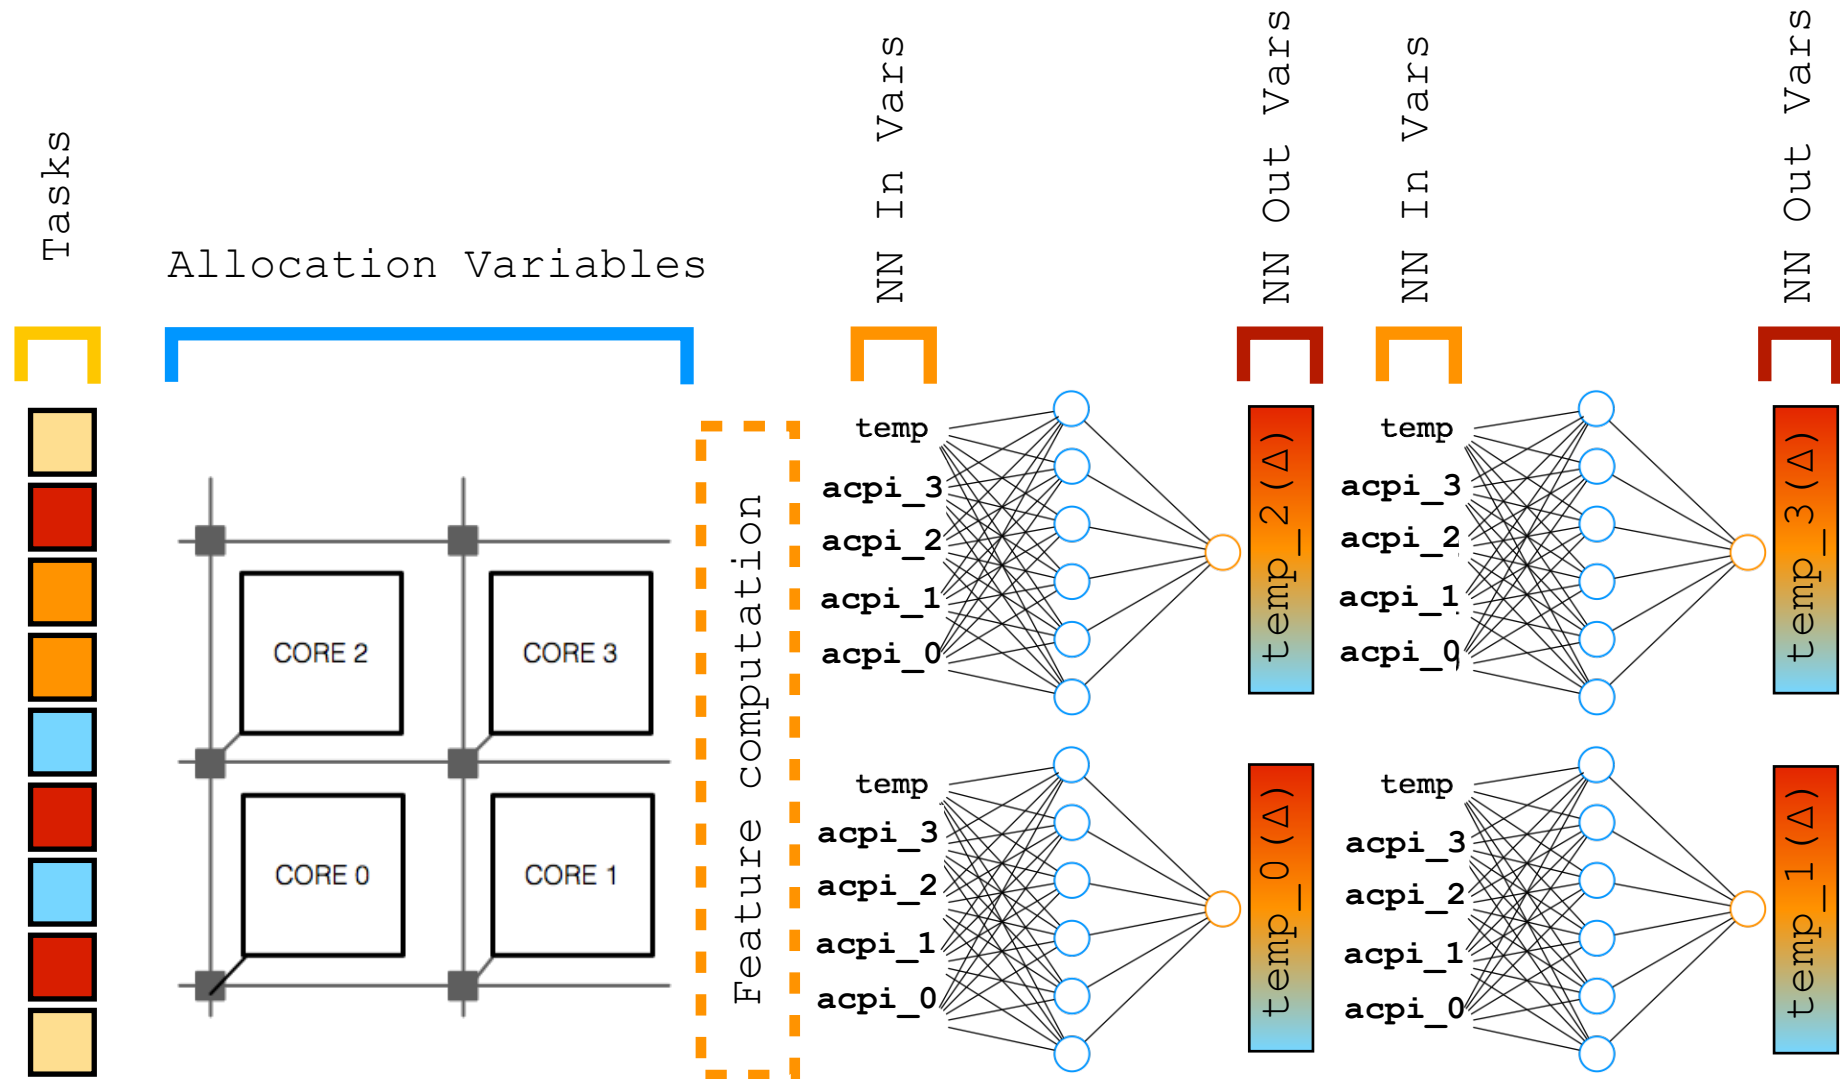 Tasks
Allocation Variables
NN In Vars
NN Out Vars
NN In Vars
NN Out Vars
CORE 2
CORE 3
CORE 0
CORE 1
Feature computation
temp
acpi_3
acpi_2
acpi_1
acpi_0
temp_2(Δ)
temp
acpi_3
acpi_2
acpi_1
acpi_0
temp_3(Δ)
temp
acpi_3
acpi_2
acpi_1
acpi_0
temp_0(Δ)
temp
acpi_3
acpi_2
acpi_1
acpi_0
temp_1(Δ)